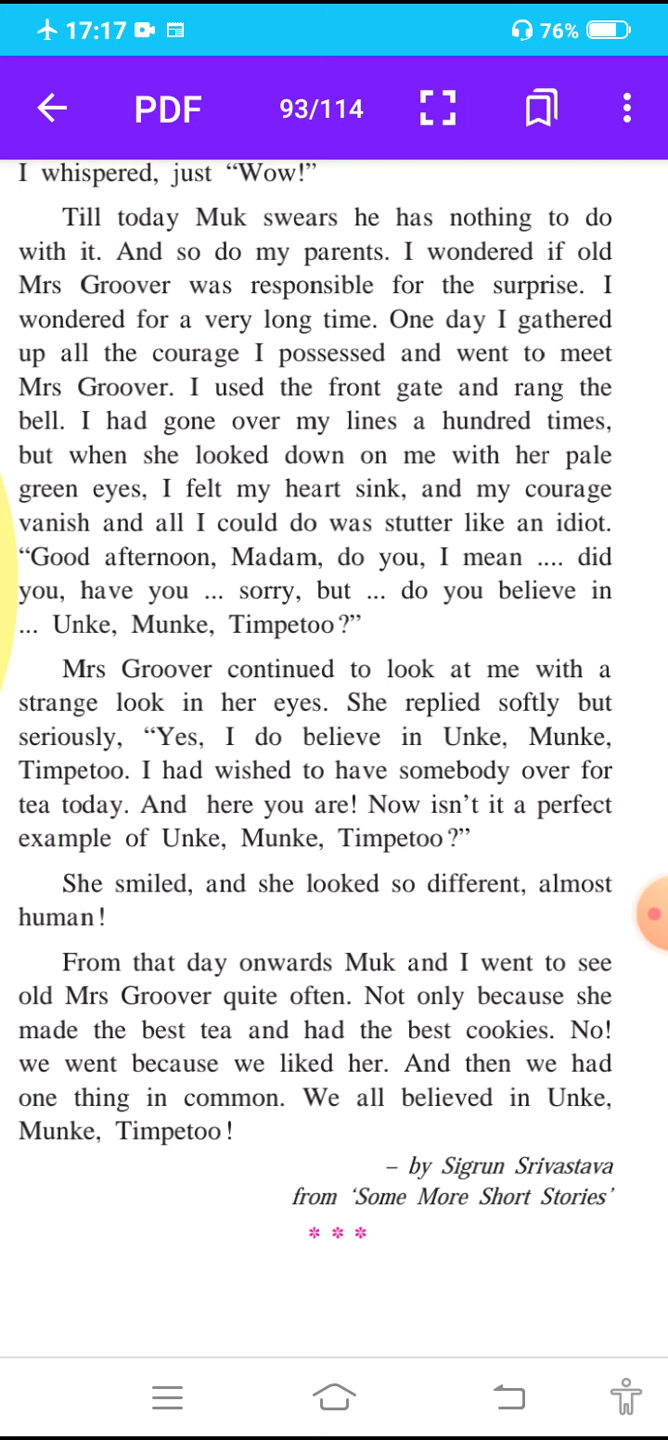 17:17
76%
PDF
93/114
I whispered, just “Wow!”
Till today Muk swears he has nothing to do
with it. And so do my parents. I wondered if old
Mrs Groover was responsible for the surprise. I
wondered for a very long time. One day I gathered
up all the courage I possessed and went to meet
Mrs Groover. I used the front gate and rang the
bell. I had gone over my lines a hundred times,
but when she looked down on me with her pale
green eyes, I felt my heart sink, and my courage
vanish and all I could do was stutter like an idiot.
“Good afternoon, Madam, do you, I mean .... did
you, have you ... sorry, but ... do you believe in
... Unke, Munke, Timpetoo?”
Mrs Groover continued to look at me with a
strange look in her eyes. She replied softly but
seriously, “Yes, I do believe in Unke, Munke,
Timpetoo. I had wished to have somebody over for
tea today. And here you are! Now isn’t it a perfect
example of Unke, Munke, Timpetoo?”
She smiled, and she looked so different, almost
human!
From that day onwards Muk and I went to see
old Mrs Groover quite often. Not only because she
made the best tea and had the best cookies. No!
we went because we liked her. And then we had
one thing in common. We all believed in Unke,
Munke, Timpetoo!
– by Sigrun Srivastava
from ‘Some More Short Stories’
* * *